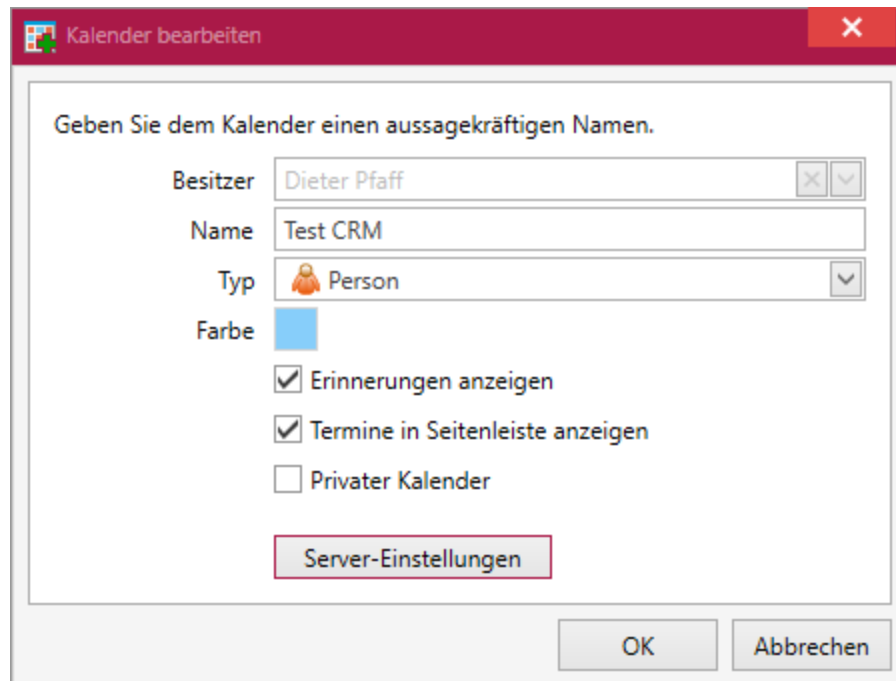 Kalender bearbeiten
Geben Sie dem Kalender einen aussagekräftigen Namen.
Besitzer Dieter Pfaff
Name Test CRM
Typ Person
Farbe
Erinnerungen anzeigen
Termine in Seitenleiste anzeigen
Privater Kalender
Server-Einstellungen
OK Abbrechen